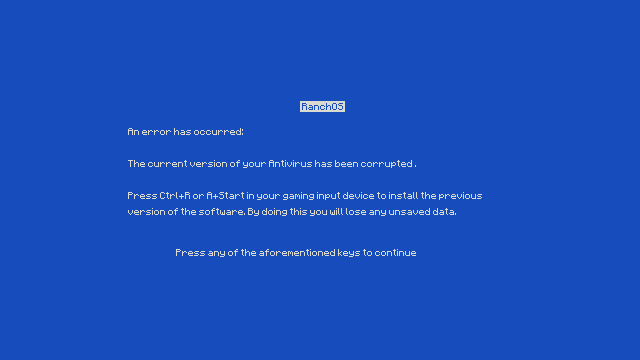 RanchOS
An error has occurred:
The current version of your Antivirus has been corrupted.
Press Ctrl+R or A+Start in your gaming input device to install the previous
version of the software. By doing this you will lose any unsaved data.
Press any of the aforementioned keys to continue